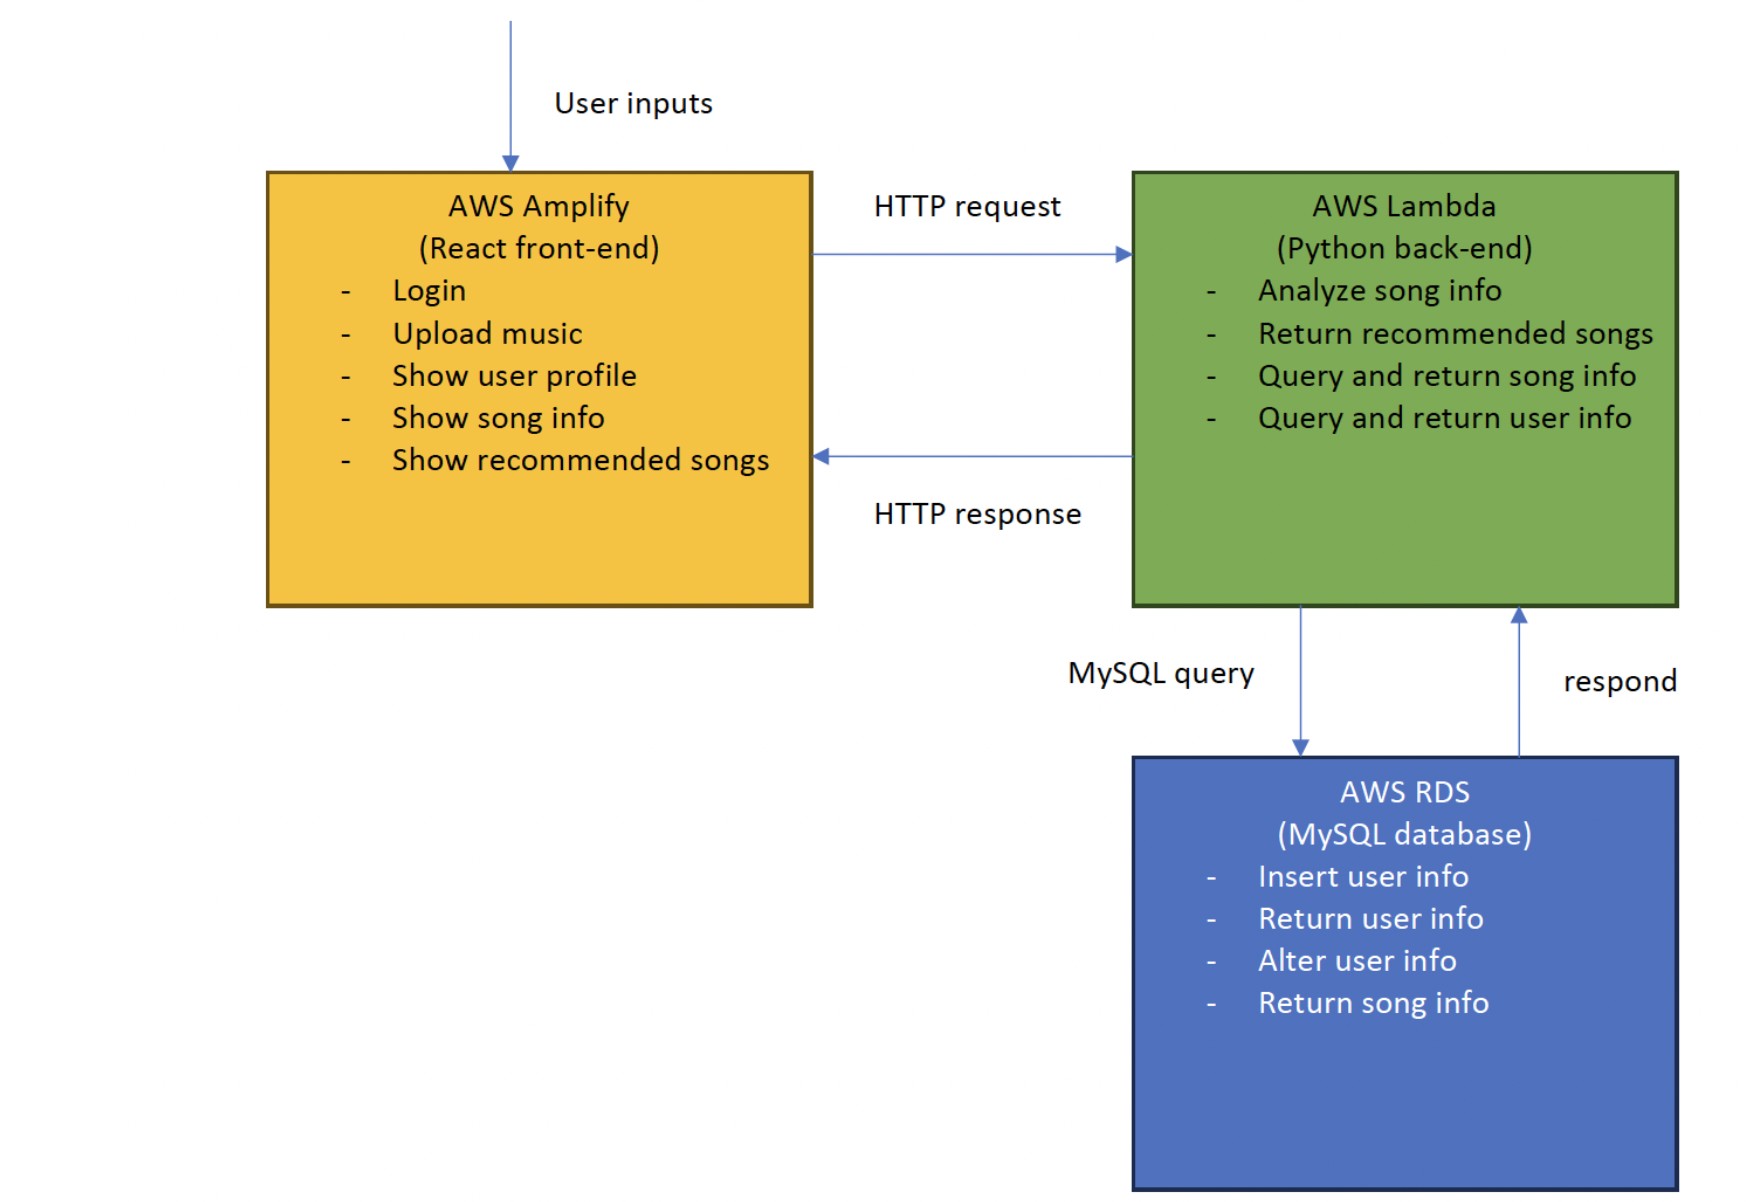 User inputs
AWS Amplify
(React front-end)
- Login
- Upload music
- Show user profile
- Show song info
- Show recommended songs
HTTP request
HTTP response
AWS Lambda
(Python back-end)
- Analyze song info
- Return recommended songs
- Query and return song info
- Query and return user info
MySQL query
respond
AWS RDS
(MySQL database)
- Insert user info
- Return user info
- Alter user info
- Return song info